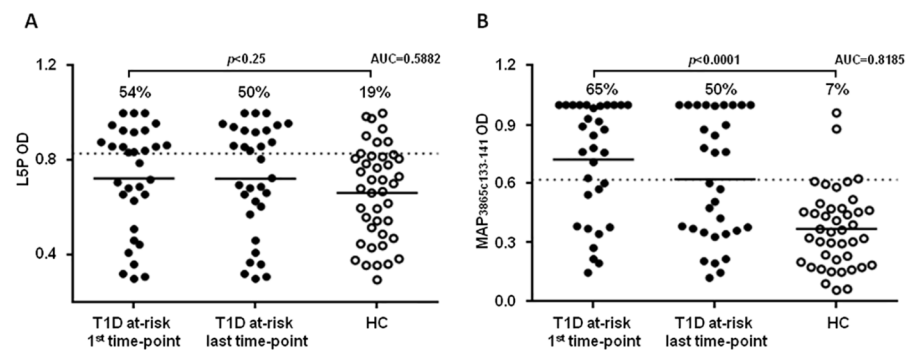 A
p<0.25
AUC=0.5882
1.2
0.8
0.4
L5P OD
54%
50%
19%
T1D at-risk
1st time-point
T1D at-risk
last time-point
HC
B
p<0.0001
AUC=0.8185
1.2
0.9
0.6
0.3
0.0
MAP3865c133-141 OD
65%
50%
7%
T1D at-risk
1st time-point
T1D at-risk
last time-point
HC